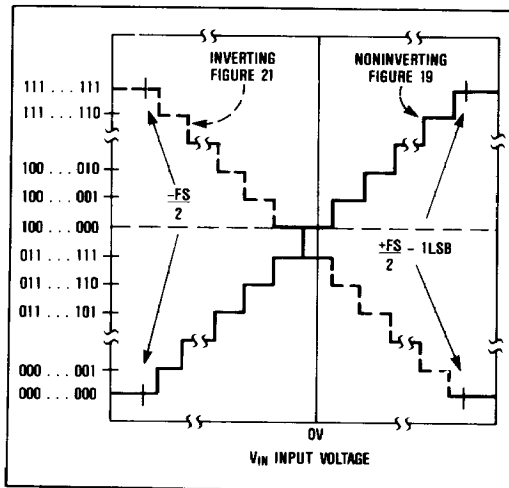 INVERTING
FIGURE 21
NONINVERTING
FIGURE 19
111 ... 111
111 ... 110
100 ... 010
100 ... 001
100 ... 000
011 ... 111
011 ... 110
011 ... 101
000 ... 001
000 ... 000
-FS
2
+FS
2
- 1LSB
0V
VIN INPUT VOLTAGE